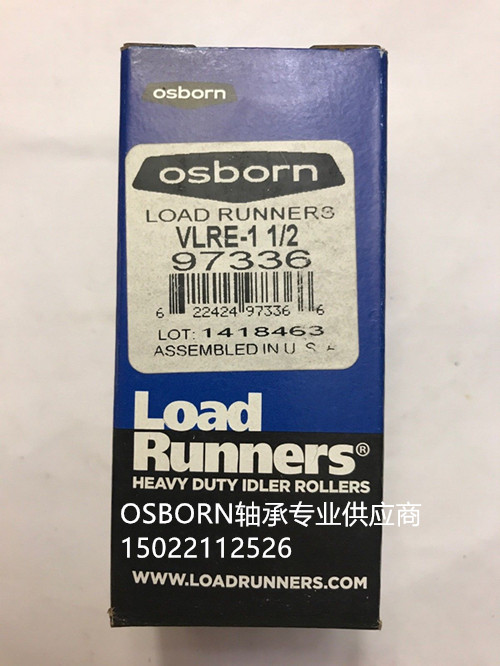 osborn
osborn
LOAD RUNNERS
VLRE-1 1/2
97336
6 22424 97336 6
LOT: 1418463
ASSEMBLED IN U.S.A
Load
Runners®
HEAVY DUTY IDLER ROLLERS
OSBORN轴承专业供应商
15022112526
WWW.LOADRUNNERS.COM